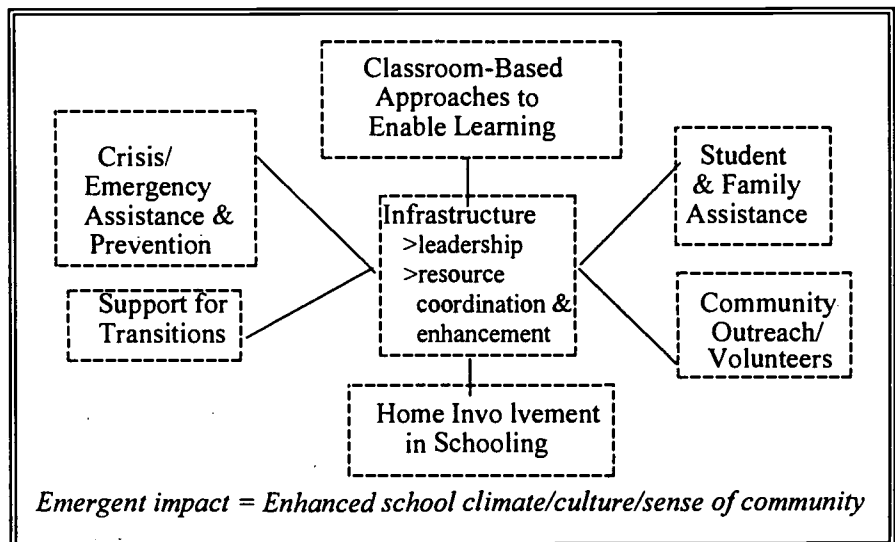 Classroom-Based
Approaches to
Enable Learning
Crisis/
Emergency
Assistance &
Prevention
Student
& Family
Assistance
Infrastructure
>leadership
>resource
coordination &
enhancement
Support for
Transitions
Community
Outreach/
Volunteers
Home Invo lvement
in Schooling
Emergent impact = Enhanced school climate/culture/sense of community